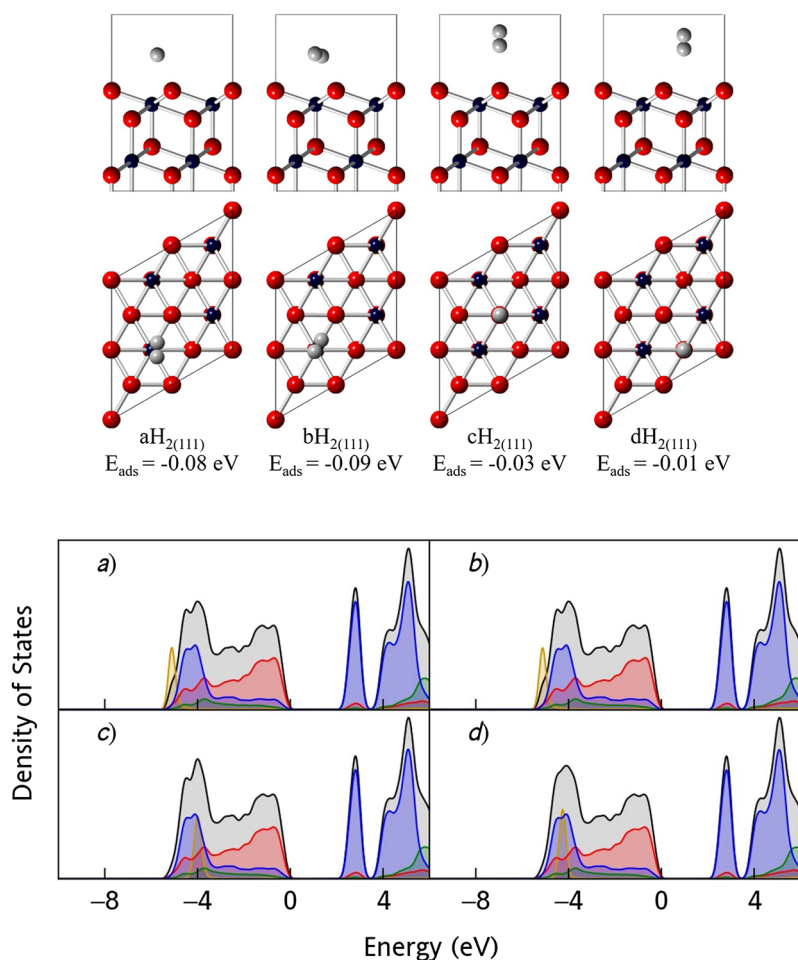 aH2(111) bH2(111) cH2(111) dH2(111)
Eads = -0.08 eV Eads = -0.09 eV Eads = -0.03 eV Eads = -0.01 eV
a) b)
c) d)
Density of States
−8 −4 0 4 −8 −4 0 4
Energy (eV)